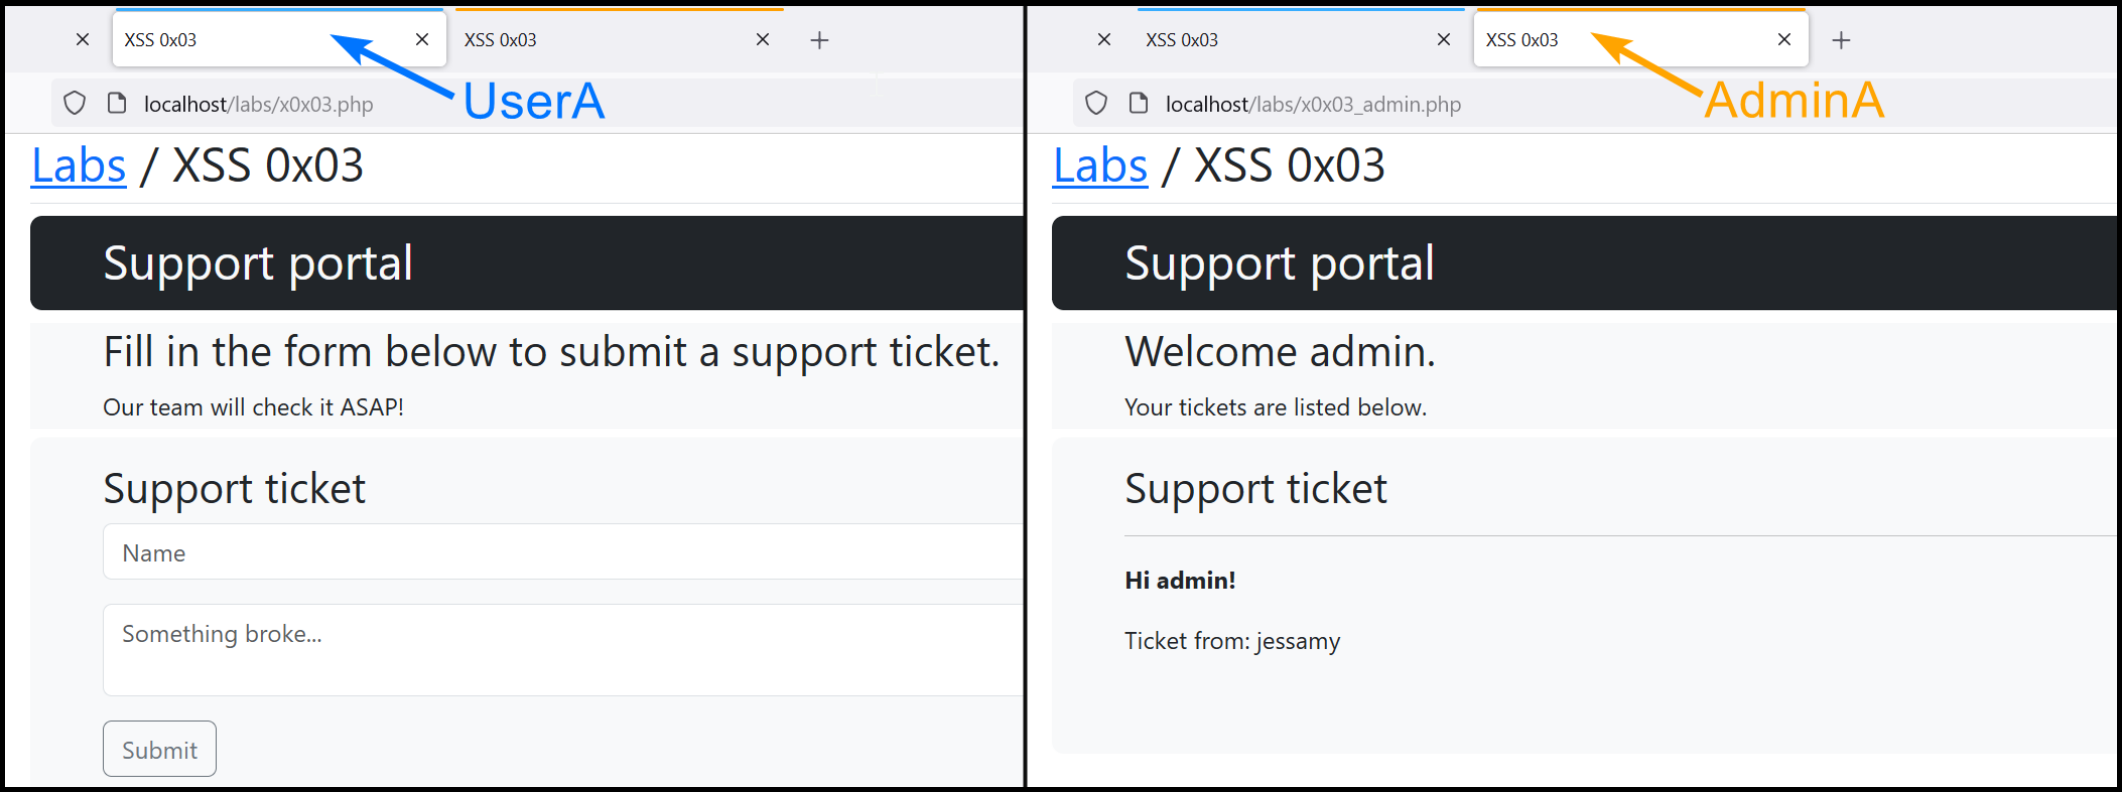 XSS 0x03
XSS 0x03
localhost/labs/x0x03.php
UserA
Labs / XSS 0x03
Support portal
Fill in the form below to submit a support ticket.
Our team will check it ASAP!
Support ticket
Name
Something broke...
Submit
XSS 0x03
XSS 0x03
localhost/labs/x0x03_admin.php
AdminA
Labs / XSS 0x03
Support portal
Welcome admin.
Your tickets are listed below.
Support ticket
Hi admin!
Ticket from: jessamy